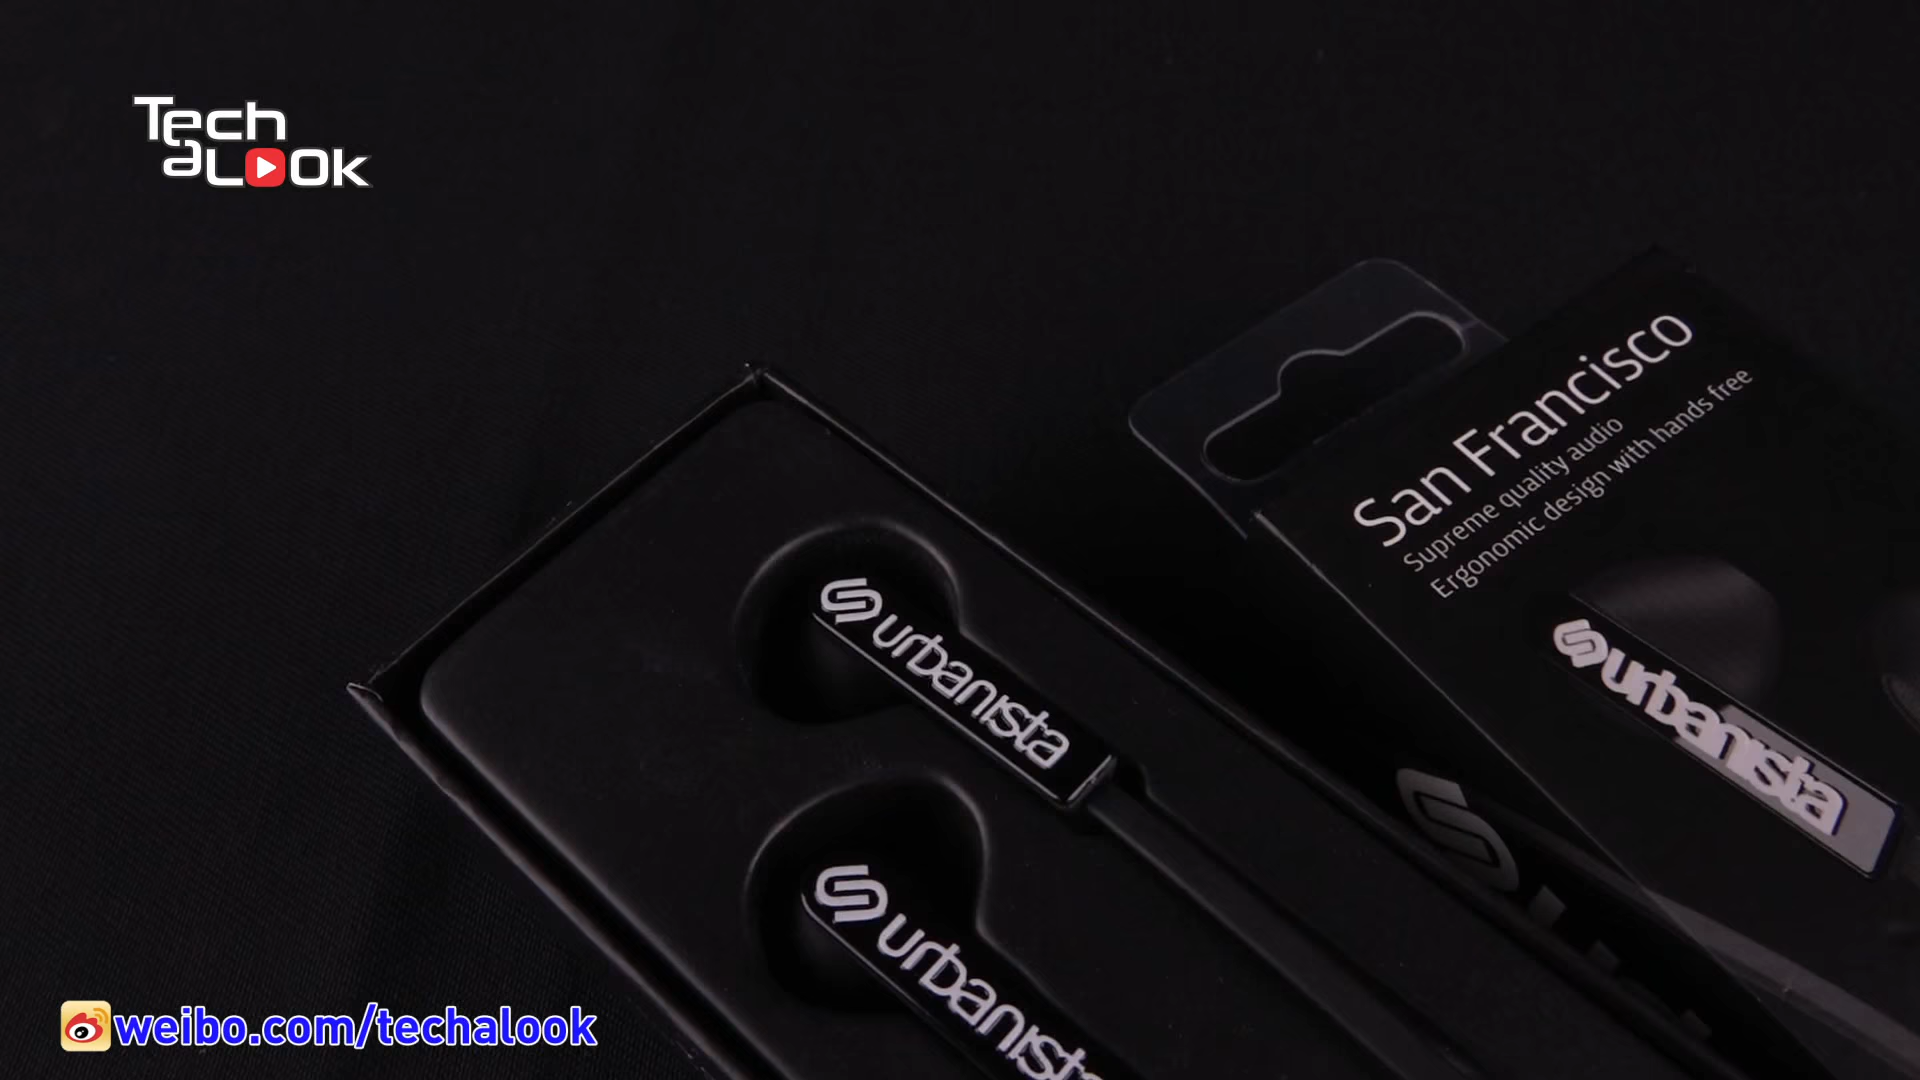 Tech
aLook
San Francisco
Supreme quality audio
Ergonomic design with hands free
urbanista
urbanista
urbanista
weibo.com/techalook